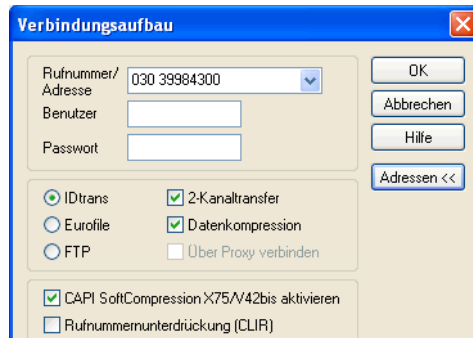 Verbindungsaufbau
Rufnummer/
Adresse
030 39984300
Benutzer
Passwort
OK
Abbrechen
Hilfe
Adressen <<
IDtrans
2-Kanaltransfer
Eurofile
Datenkompression
FTP
Über Proxy verbinden
CAPI SoftCompression X75/V42bis aktivieren
Rufnummernunterdrückung (CLIR)